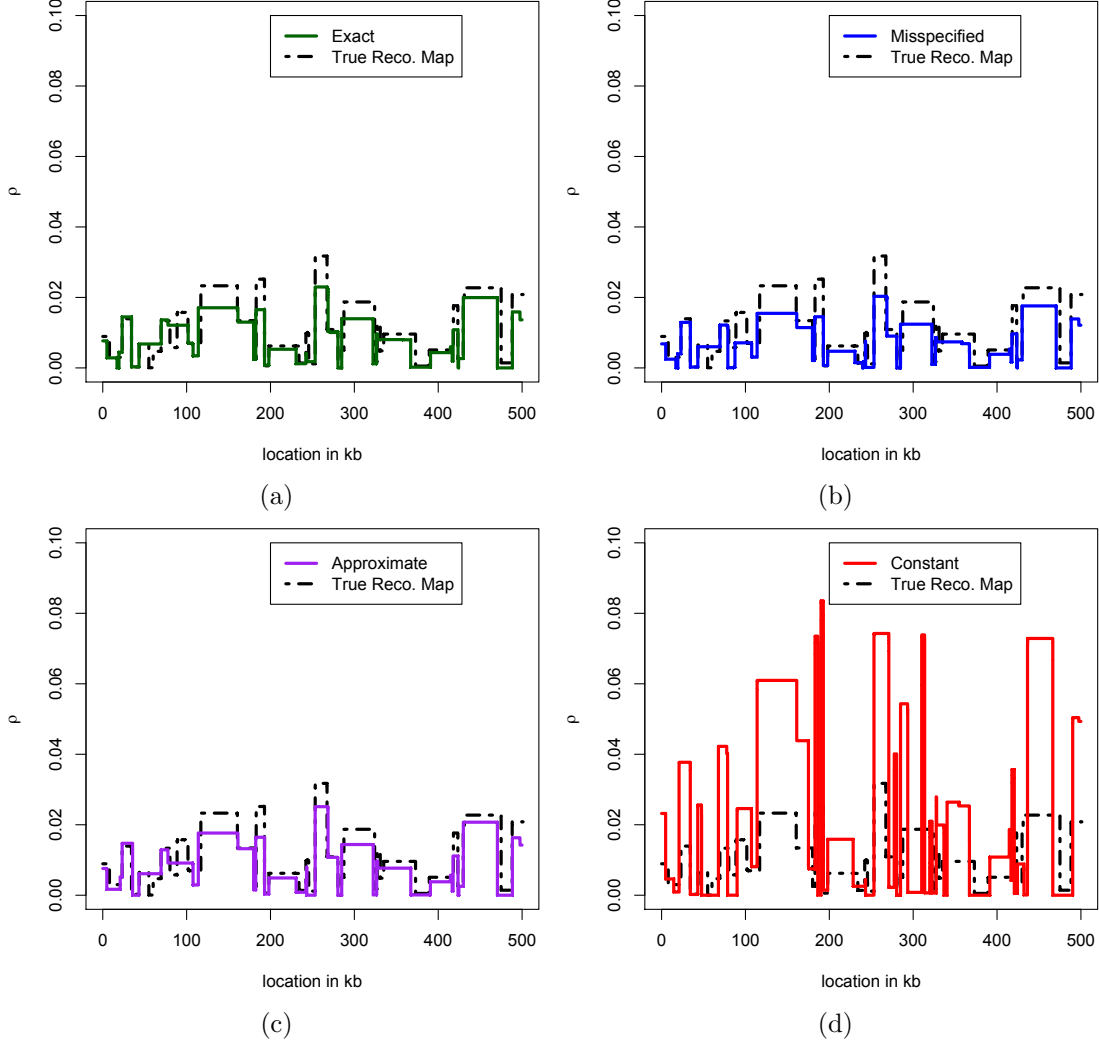 Exact
True Reco. Map
ρ
0.00 0.02 0.04 0.06 0.08 0.10
0 100 200 300 400 500
location in kb
(a)
Misspecified
True Reco. Map
ρ
0.00 0.02 0.04 0.06 0.08 0.10
0 100 200 300 400 500
location in kb
(b)
Approximate
True Reco. Map
ρ
0.00 0.02 0.04 0.06 0.08 0.10
0 100 200 300 400 500
location in kb
(c)
Constant
True Reco. Map
ρ
0.00 0.02 0.04 0.06 0.08 0.10
0 100 200 300 400 500
location in kb
(d)